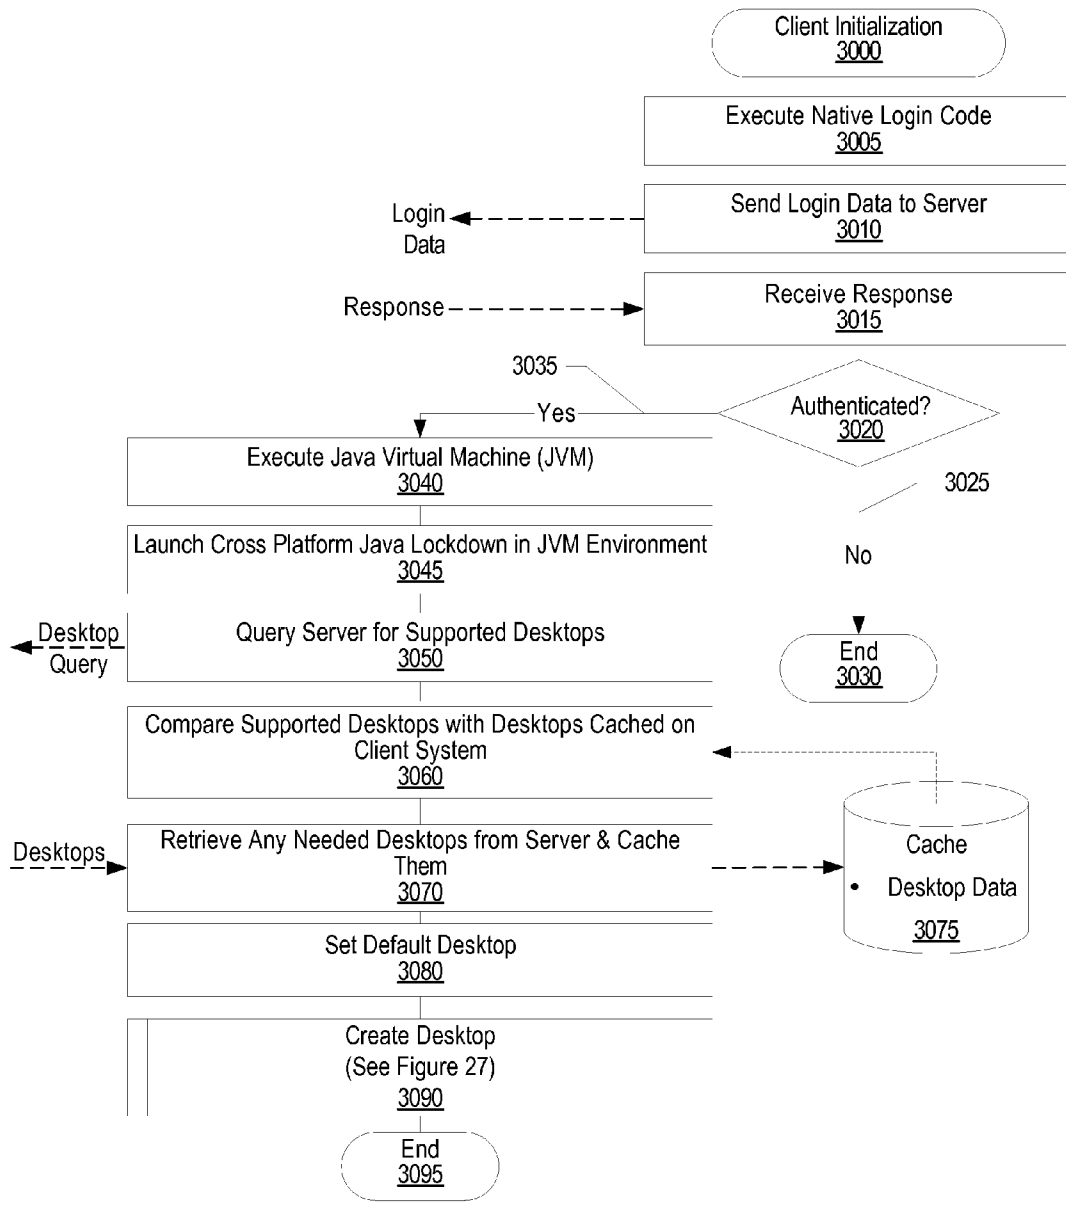 Client Initialization
3000
Execute Native Login Code
3005
Send Login Data to Server
3010
Login
Data
Receive Response
3015
Response
3035
Authenticated?
3020
Yes
Execute Java Virtual Machine (JVM)
3040
3025
Launch Cross Platform Java Lockdown in JVM Environment
3045
No
Desktop
Query
Query Server for Supported Desktops
3050
End
3030
Compare Supported Desktops with Desktops Cached on
Client System
3060
Desktops
Retrieve Any Needed Desktops from Server & Cache
Them
3070
Cache
• Desktop Data
3075
Set Default Desktop
3080
Create Desktop
(See Figure 27)
3090
End
3095